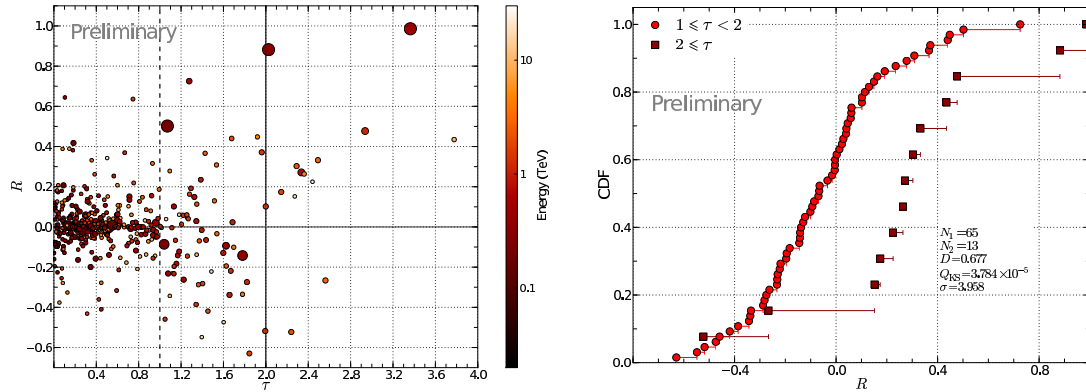 Preliminary
1.0
0.8
0.6
0.4
0.2
0.0
−0.2
−0.4
−0.6
R
0.4
0.8
1.2
1.6
2.0
2.4
2.8
3.2
3.6
4.0
τ
10
1
0.1
Energy (TeV)
1 ⩽ τ < 2
2 ⩽ τ
Preliminary
1.0
0.8
0.6
0.4
0.2
0.0
CDF
−0.4
0.0
0.4
0.8
R
N₁=65
N₂=13
D=0.677
Q_KS=3.784×10⁻⁵
σ=3.958